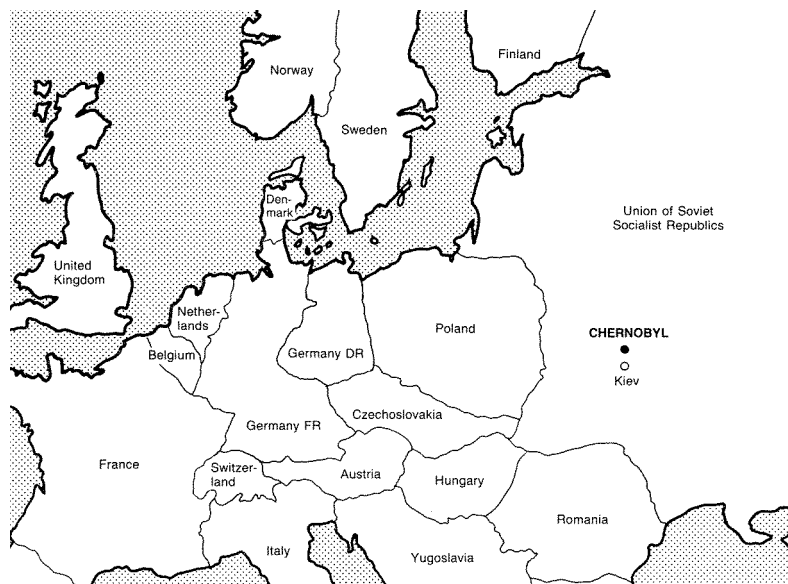 Finland
Norway
Sweden
Den-
mark
Union of Soviet
Socialist Republics
United
Kingdom
Nether-
lands
Poland
CHERNOBYL
Belgium
Germany DR
Kiev
Czechoslovakia
Germany FR
France
Switzer-
land
Austria
Hungary
Romania
Italy
Yugoslavia